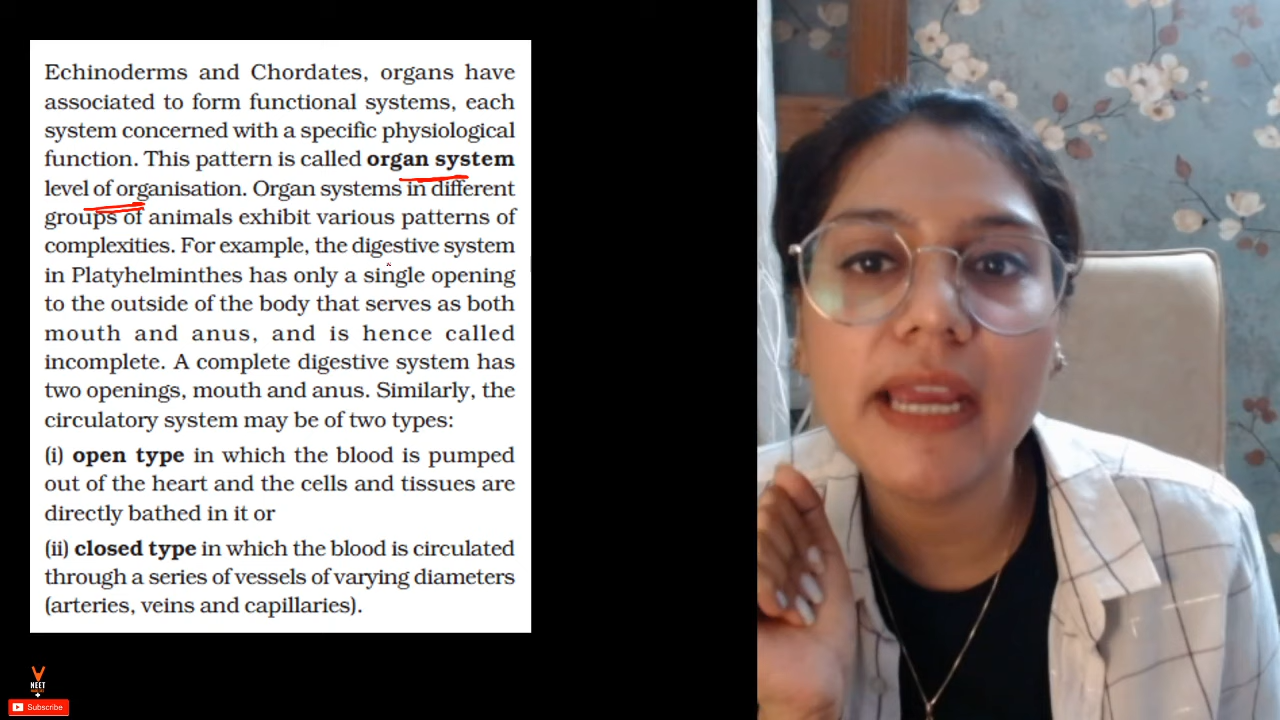 Echinoderms and Chordates, organs have
associated to form functional systems, each
system concerned with a specific physiological
function. This pattern is called organ system
level of organisation. Organ systems in different
groups of animals exhibit various patterns of
complexities. For example, the digestive system
in Platyhelminthes has only a single opening
to the outside of the body that serves as both
mouth and anus, and is hence called
incomplete. A complete digestive system has
two openings, mouth and anus. Similarly, the
circulatory system may be of two types:
(i) open type in which the blood is pumped
out of the heart and the cells and tissues are
directly bathed in it or
(ii) closed type in which the blood is circulated
through a series of vessels of varying diameters
(arteries, veins and capillaries).
NEET
Subscribe